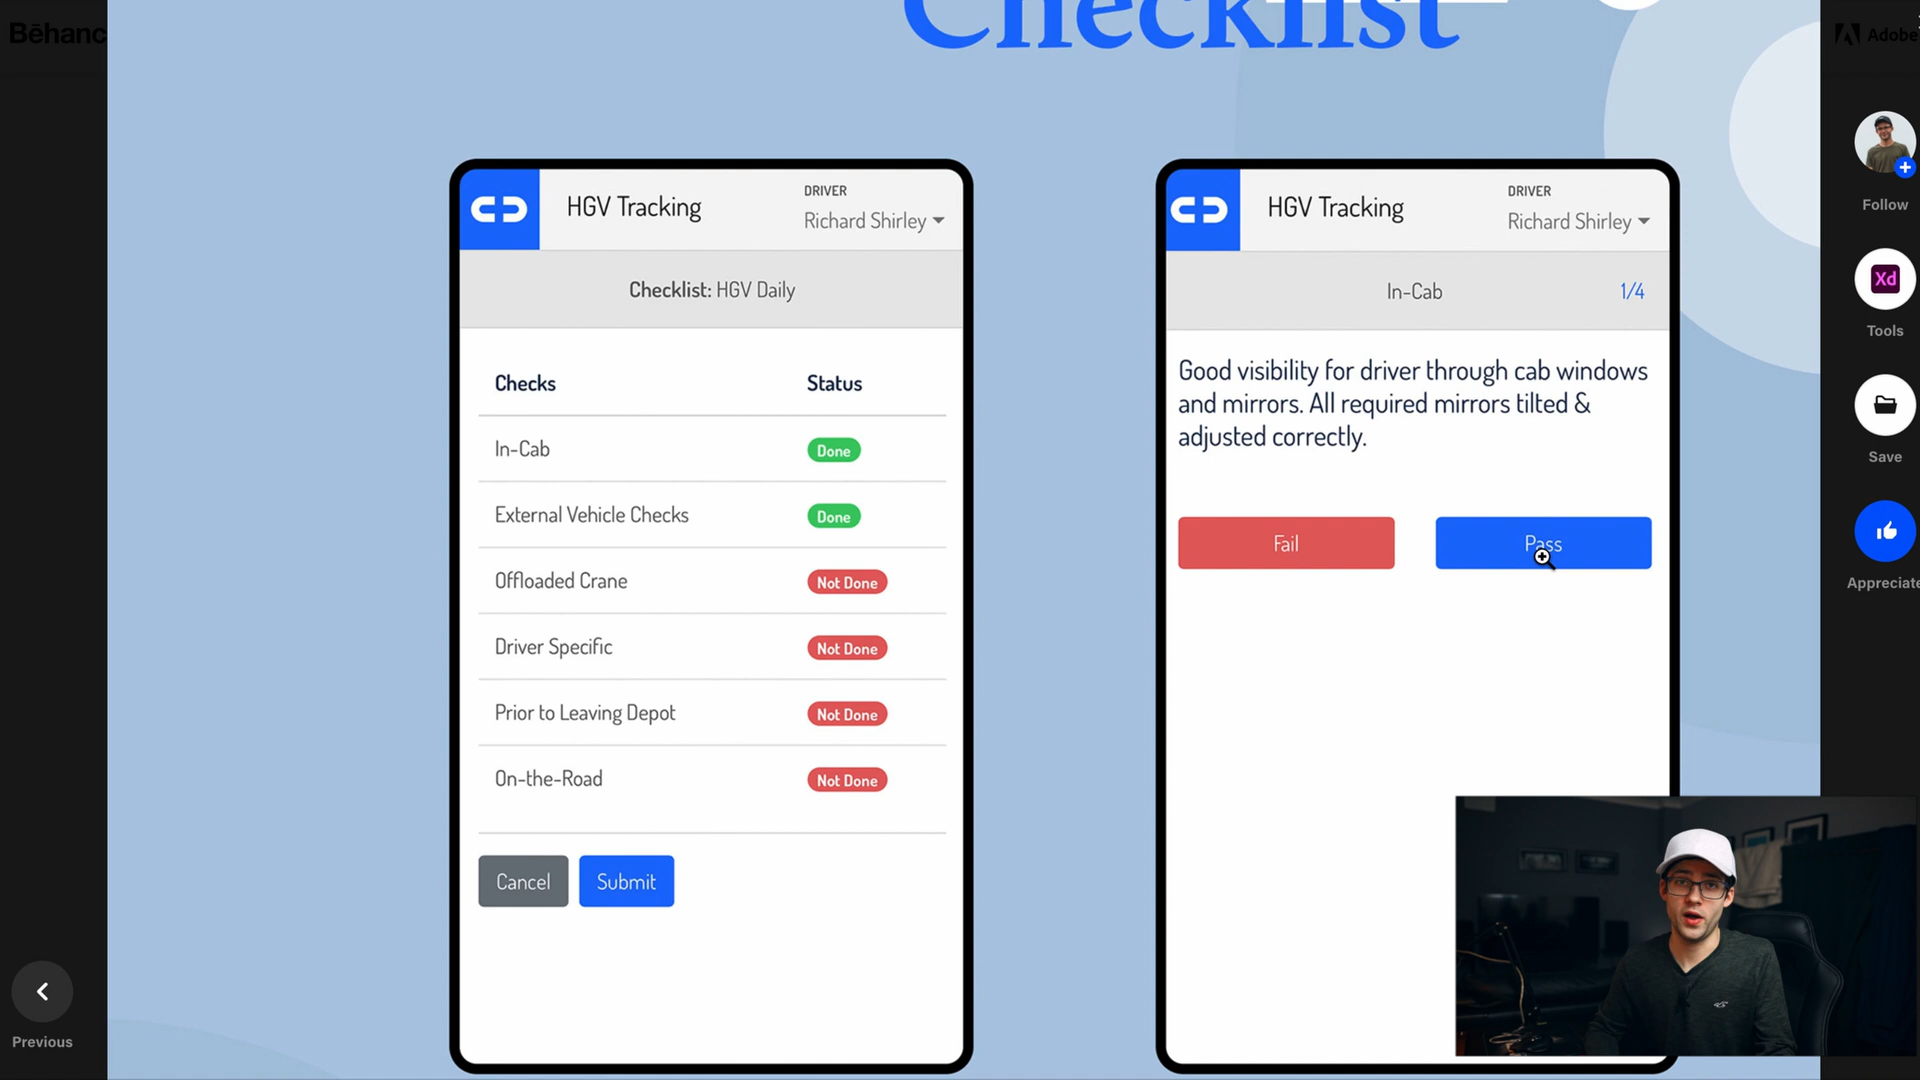 Checklist
Bēhanc
Adobe
HGV Tracking
DRIVER
Richard Shirley
Checklist: HGV Daily
Checks Status
In-Cab Done
External Vehicle Checks Done
Offloaded Crane Not Done
Driver Specific Not Done
Prior to Leaving Depot Not Done
On-the-Road Not Done
Cancel Submit
HGV Tracking
DRIVER
Richard Shirley
In-Cab 1/4
Good visibility for driver through cab windows
and mirrors. All required mirrors tilted &
adjusted correctly.
Fail Pass
Follow
Xd
Tools
Save
Appreciate
Previous